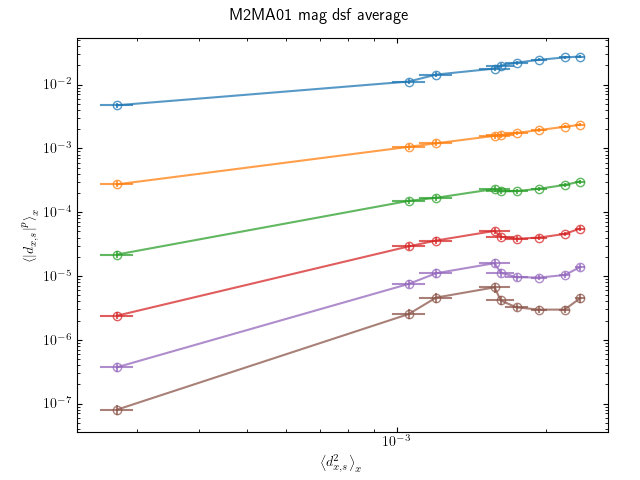 M2MA01 mag dsf average
10⁻²
10⁻³
10⁻⁴
10⁻⁵
10⁻⁶
10⁻⁷
⟨|d_{x,s}|^p⟩_x
10⁻³
⟨d²_{x,s}⟩_x